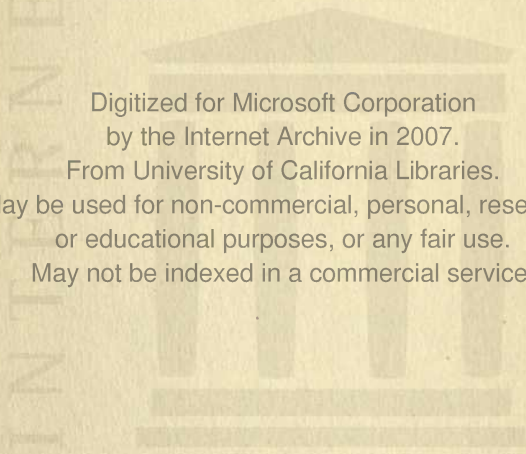 Digitized for Microsoft Corporation
by the Internet Archive in 2007.
From University of California Libraries.
ay be used for non-commercial, personal, rese
or educational purposes, or any fair use.
May not be indexed in a commercial service
INTERN